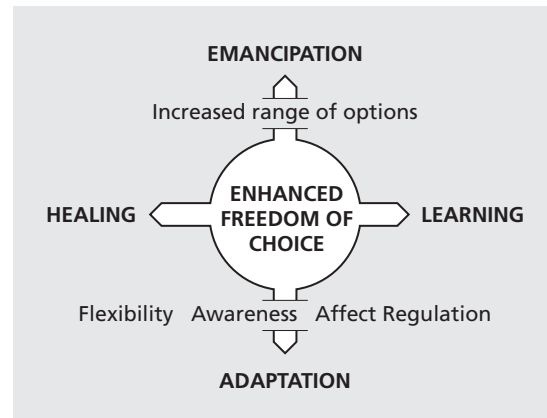 EMANCIPATION
Increased range of options
HEALING
ENHANCED
FREEDOM OF
CHOICE
LEARNING
Flexibility Awareness Affect Regulation
ADAPTATION